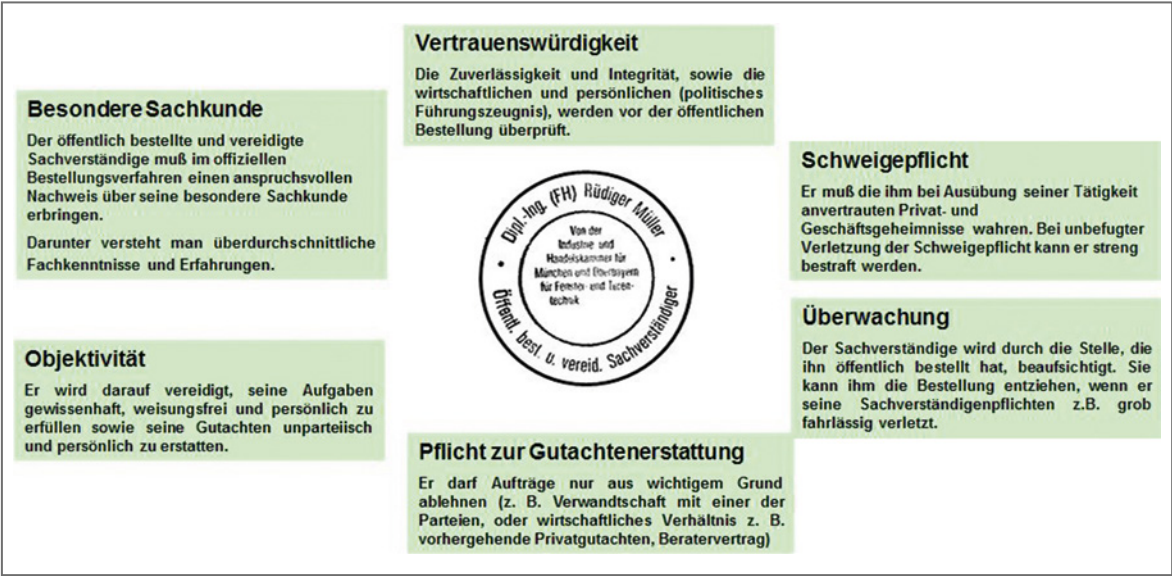 Vertrauenswürdigkeit
Die Zuverlässigkeit und Integrität, sowie die
wirtschaftlichen und persönlichen (politisches
Führungszeugnis), werden vor der öffentlichen
Bestellung überprüft.
Besondere Sachkunde
Der öffentlich bestellte und vereidigte
Sachverständige muß im offiziellen
Bestellungsverfahren einen anspruchsvollen
Nachweis über seine besondere Sachkunde
erbringen.
Darunter versteht man überdurchschnittliche
Fachkenntnisse und Erfahrungen.
Schweigepflicht
Er muß die ihm bei Ausübung seiner Tätigkeit
anvertrauten Privat- und
Geschäftsgeheimnisse wahren. Bei unbefugter
Verletzung der Schweigepflicht kann er streng
bestraft werden.
Dipl.-Ing. (FH) Rüdiger Müller
Von der
Industrie und
Handelskammer für
München und Oberbayern
für Fenster- und Türen-
technik
Öffentl. best. u. vereid. Sachverständiger
Überwachung
Der Sachverständige wird durch die Stelle, die
ihn öffentlich bestellt hat, beaufsichtigt. Sie
kann ihm die Bestellung entziehen, wenn er
seine Sachverständigenpflichten z.B. grob
fahrlässig verletzt.
Objektivität
Er wird darauf vereidigt, seine Aufgaben
gewissenhaft, weisungsfrei und persönlich zu
erfüllen sowie seine Gutachten unparteiisch
und persönlich zu erstatten.
Pflicht zur Gutachtenerstattung
Er darf Aufträge nur aus wichtigem Grund
ablehnen (z. B. Verwandtschaft mit einer der
Parteien, oder wirtschaftliches Verhältnis z. B.
vorhergehende Privatgutachten, Beratervertrag)